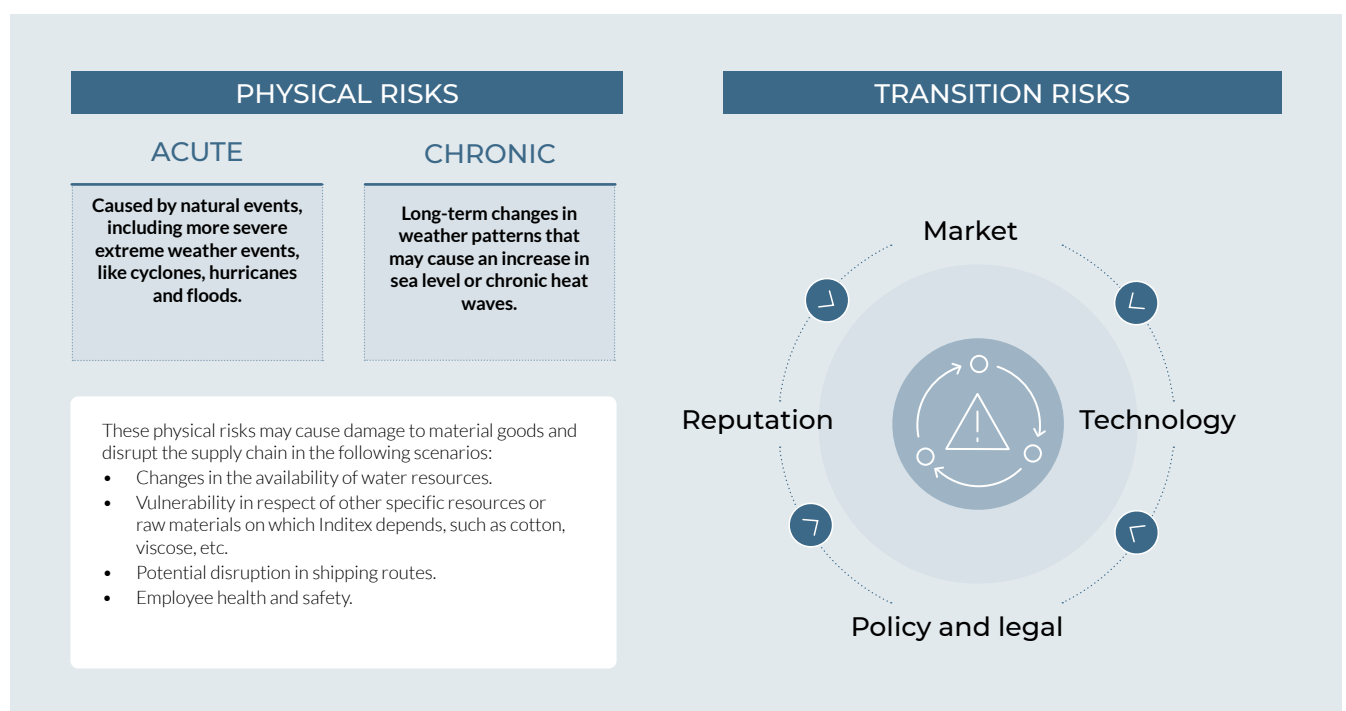 PHYSICAL RISKS
ACUTE
Caused by natural events,
including more severe
extreme weather events,
like cyclones, hurricanes
and floods.
CHRONIC
Long-term changes in
weather patterns that
may cause an increase in
sea level or chronic heat
waves.
These physical risks may cause damage to material goods and
disrupt the supply chain in the following scenarios:
• Changes in the availability of water resources.
• Vulnerability in respect of other specific resources or
raw materials on which Inditex depends, such as cotton,
viscose, etc.
• Potential disruption in shipping routes.
• Employee health and safety.
TRANSITION RISKS
Market
Reputation
Technology
Policy and legal